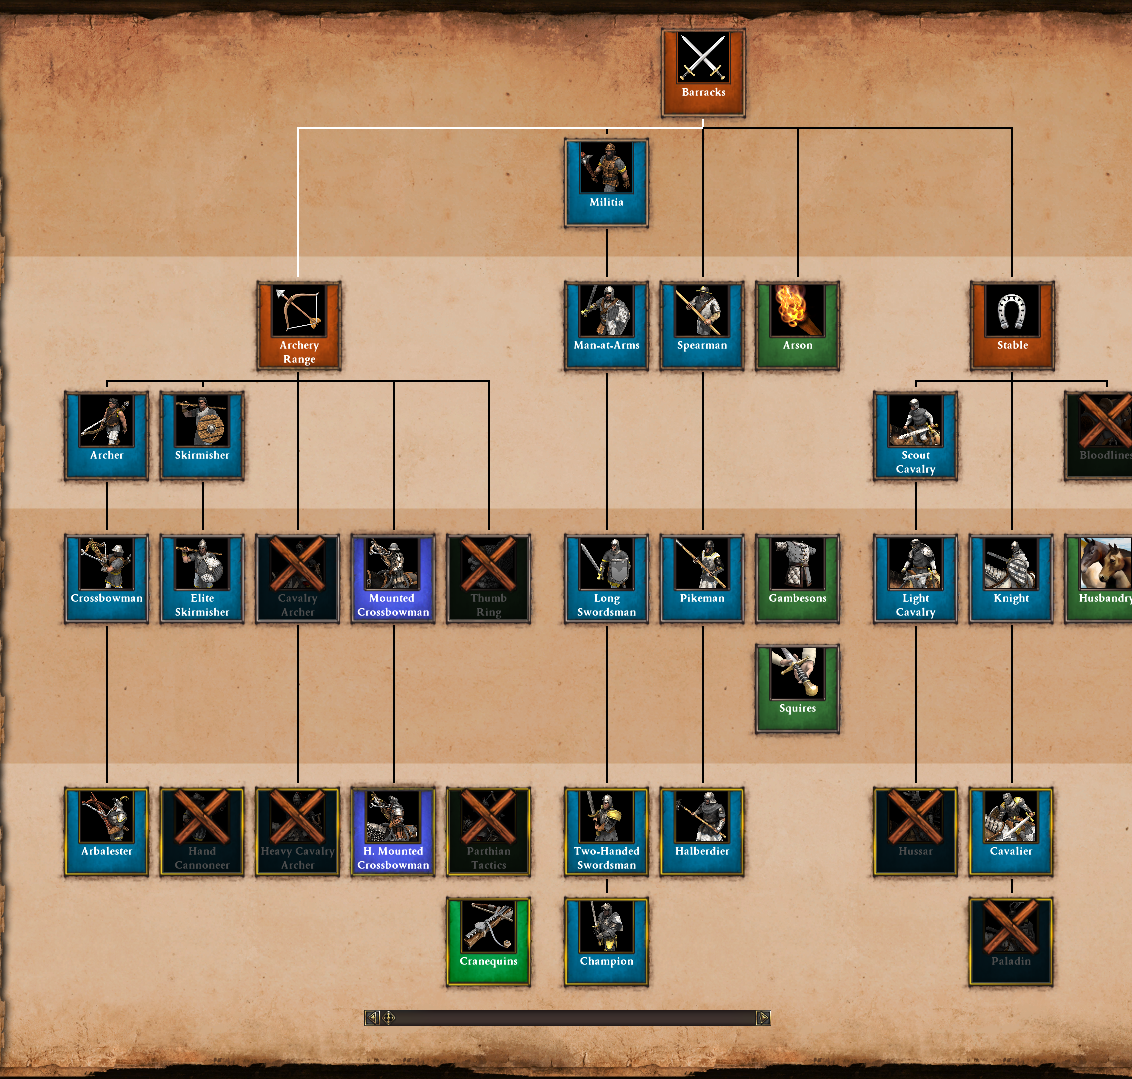 Barracks
Militia
Archery
Range
Man-at-Arms
Spearman
Arson
Stable
Archer
Skirmisher
Scout
Cavalry
Bloodlines
Crossbowman
Elite
Skirmisher
Cavalry
Archer
Mounted
Crossbowman
Thumb
Ring
Long
Swordsman
Pikeman
Gambesons
Light
Cavalry
Knight
Husbandry
Squires
Arbalester
Hand
Cannoneer
Heavy Cavalry
Archer
H. Mounted
Crossbowman
Parthian
Tactics
Two-Handed
Swordsman
Halberdier
Hussar
Cavalier
Cranequins
Champion
Paladin